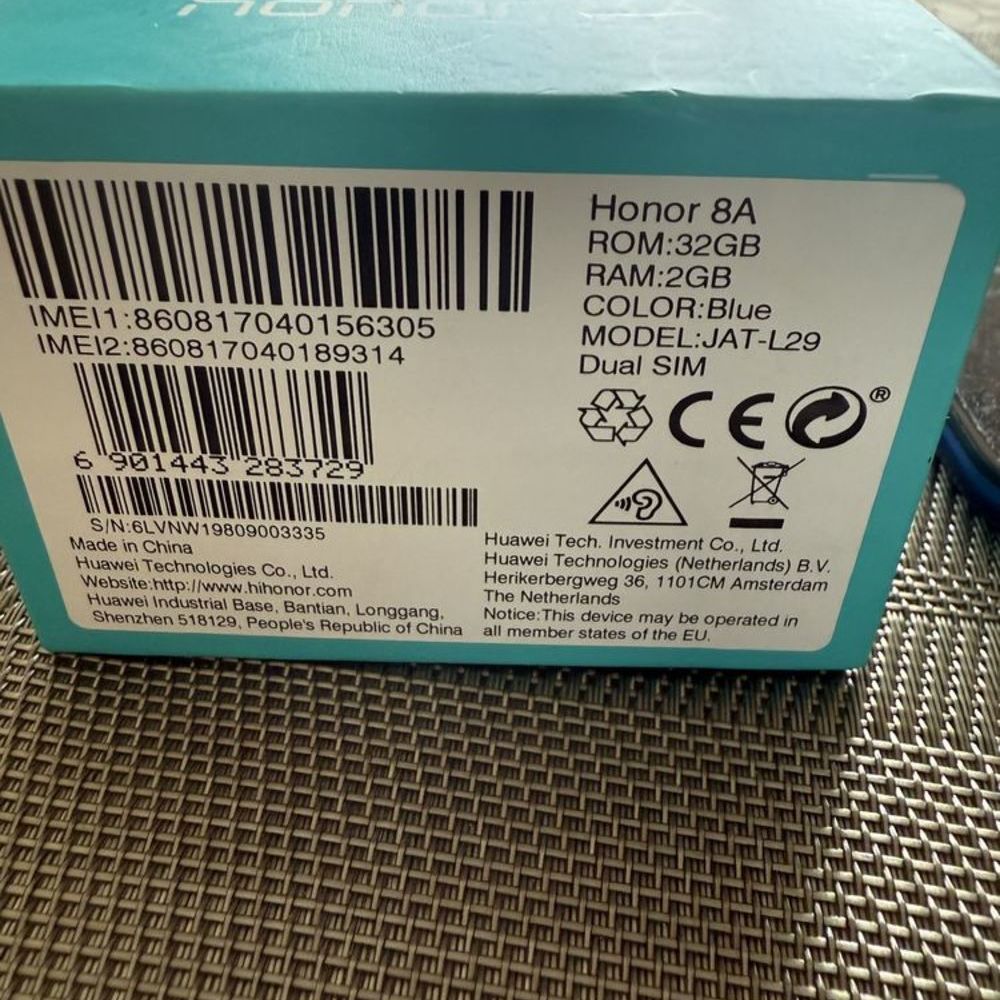 honor
IMEI1:860817040156305
IMEI2:860817040189314
6 901443 283729
S/N:6LVNW19809003335
Made in China
Huawei Technologies Co., Ltd.
Website:http://www.hihonor.com
Huawei Industrial Base, Bantian, Longgang,
Shenzhen 518129, People's Republic of China
Honor 8A
ROM:32GB
RAM:2GB
COLOR:Blue
MODEL:JAT-L29
Dual SIM
CE
®
Huawei Tech. Investment Co., Ltd.
Huawei Technologies (Netherlands) B.V.
Herikerbergweg 36, 1101CM Amsterdam
The Netherlands
Notice:This device may be operated in
all member states of the EU.